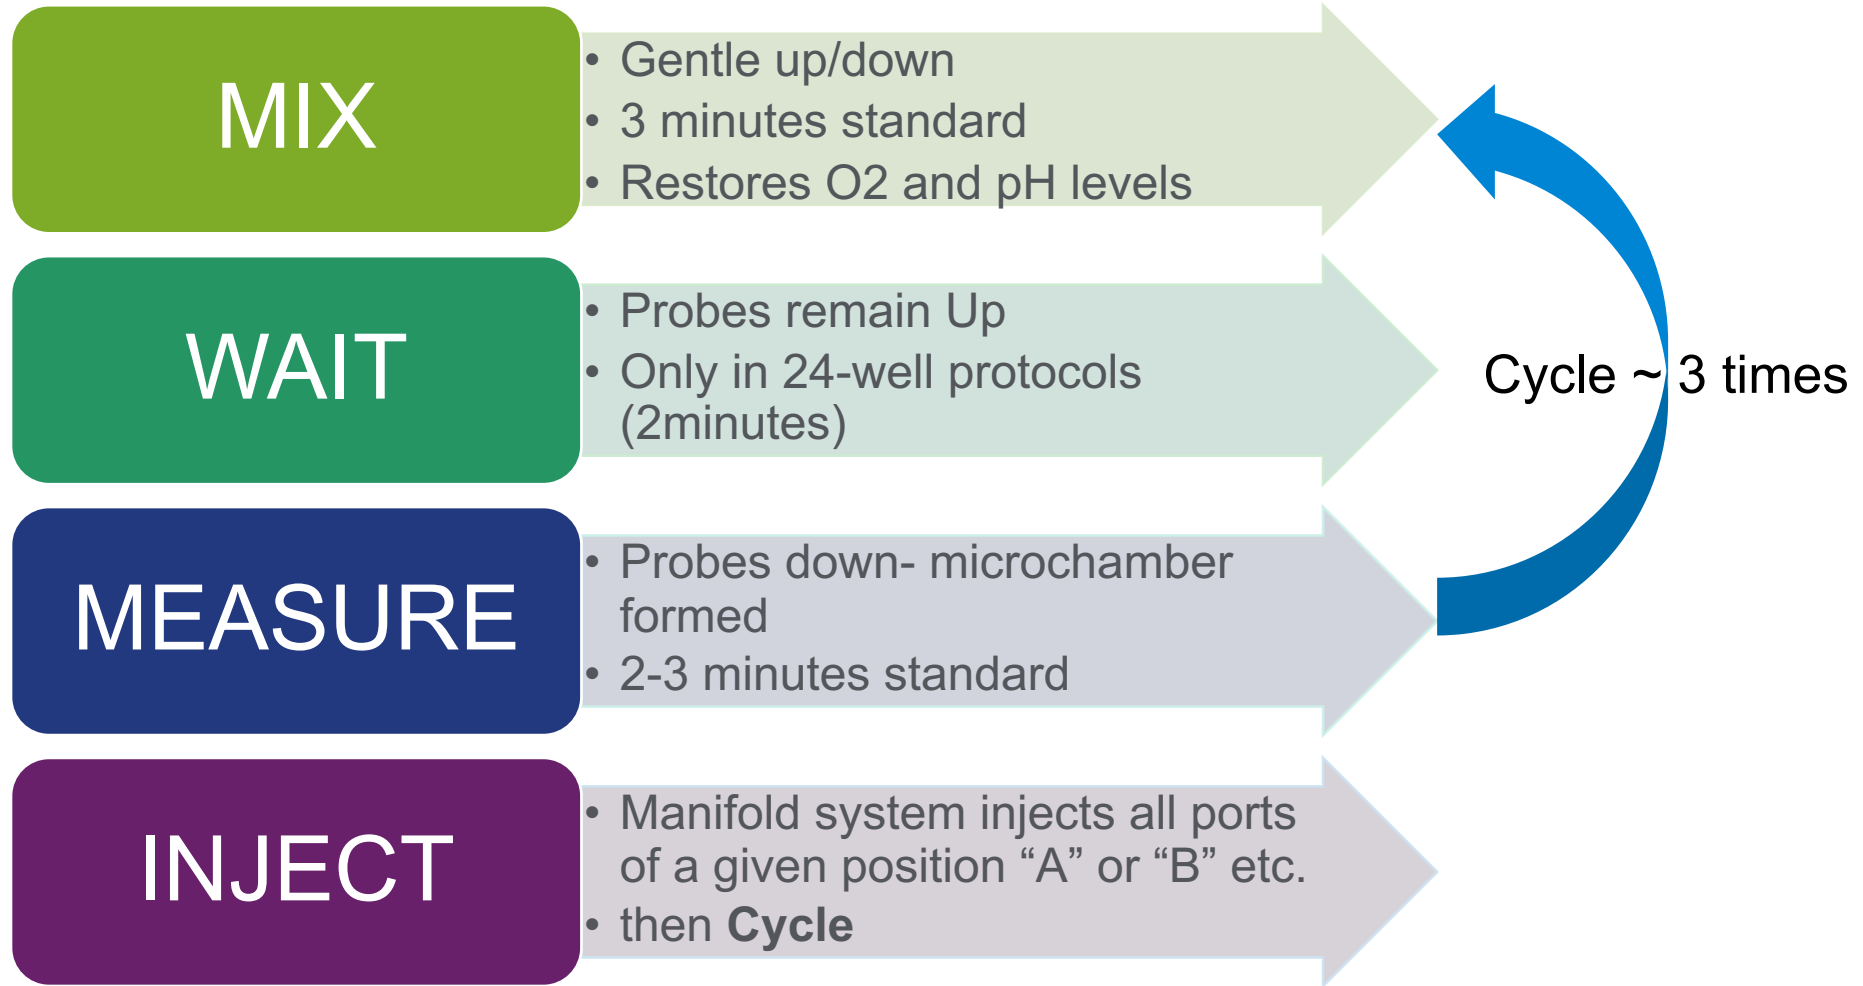 MIX
• Gentle up/down
• 3 minutes standard
• Restores O2 and pH levels
WAIT
• Probes remain Up
• Only in 24-well protocols
(2minutes)
Cycle ~ 3 times
MEASURE
• Probes down- microchamber
formed
• 2-3 minutes standard
INJECT
• Manifold system injects all ports
of a given position “A” or “B” etc.
• then Cycle